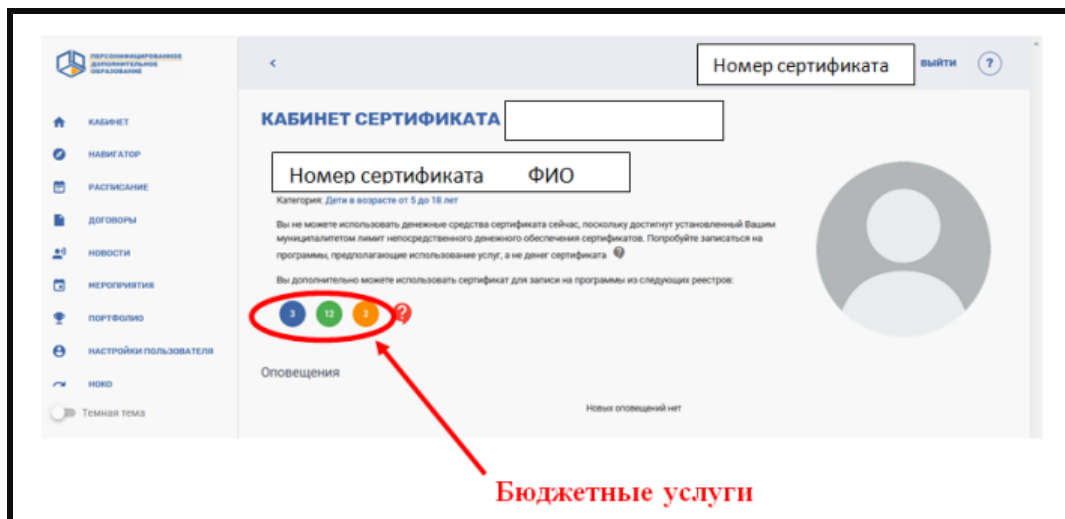 ПЕРСОНИФИЦИРОВАННОЕ
ДОПОЛНИТЕЛЬНОЕ
ОБРАЗОВАНИЕ
Номер сертификата
ВЫЙТИ
?
КАБИНЕТ
НАВИГАТОР
РАСПИСАНИЕ
ДОГОВОРЫ
НОВОСТИ
МЕРОПРИЯТИЯ
ПОРТФОЛИО
НАСТРОЙКИ ПОЛЬЗОВАТЕЛЯ
НОКО
Темная тема
КАБИНЕТ СЕРТИФИКАТА
Номер сертификата ФИО
Категория: Дети в возрасте от 5 до 18 лет
Вы не можете использовать денежные средства сертификата сейчас, поскольку достигнут установленный Вашим
муниципалитетом лимит непосредственного денежного обеспечения сертификатов. Попробуйте записаться на
программы, предполагающие использование услуг, а не денег сертификата ?
Вы дополнительно можете использовать сертификат для записи на программы из следующих реестров:
3 12 2 ?
Оповещения
Новых оповещений нет
Бюджетные услуги